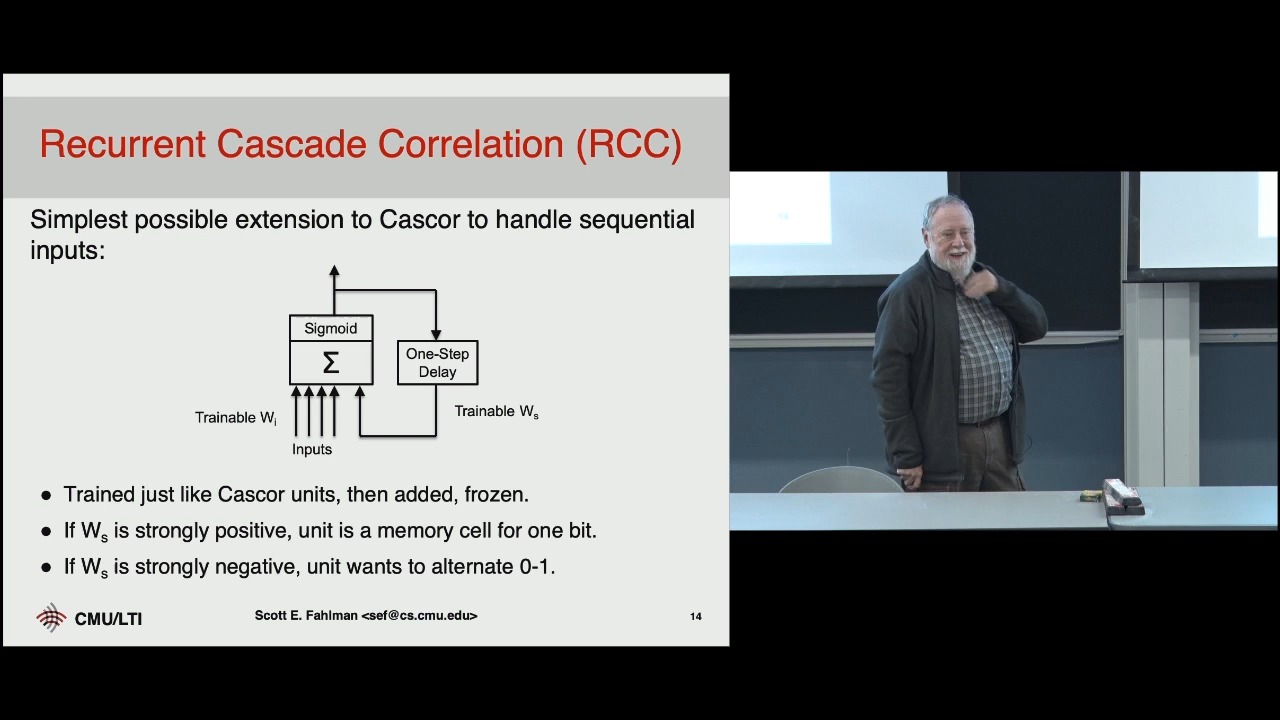 Recurrent Cascade Correlation (RCC)
Simplest possible extension to Cascor to handle sequential
inputs:
Sigmoid
Σ
One-Step
Delay
Trainable Wi
Trainable Ws
Inputs
● Trained just like Cascor units, then added, frozen.
● If Ws is strongly positive, unit is a memory cell for one bit.
● If Ws is strongly negative, unit wants to alternate 0-1.
CMU/LTI
Scott E. Fahlman <sef@cs.cmu.edu>
14